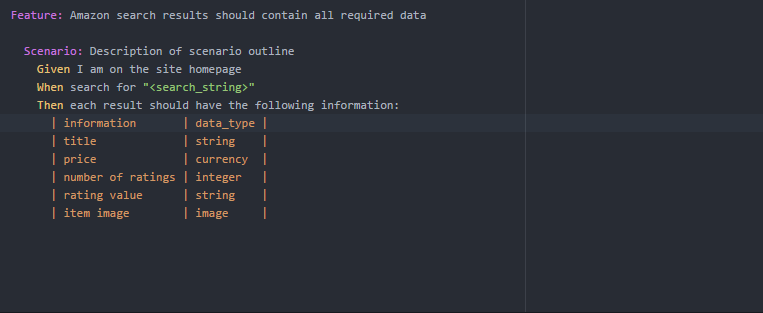 Feature: Amazon search results should contain all required data
Scenario: Description of scenario outline
Given I am on the site homepage
When search for "<search_string>"
Then each result should have the following information:
| information | data_type |
| title | string |
| price | currency |
| number of ratings | integer |
| rating value | string |
| item image | image |